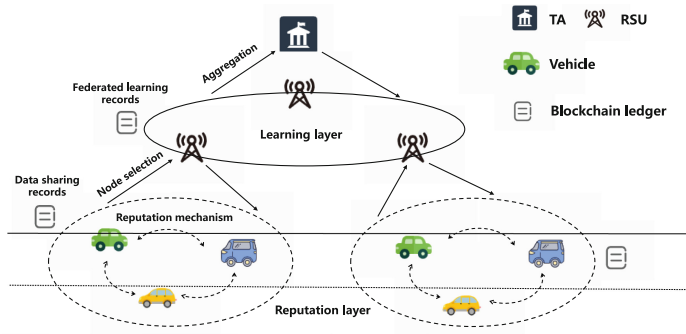 TA
RSU
Vehicle
Blockchain ledger
Aggregation
Federated learning
records
Learning layer
Node selection
Data sharing
records
Reputation mechanism
Reputation layer